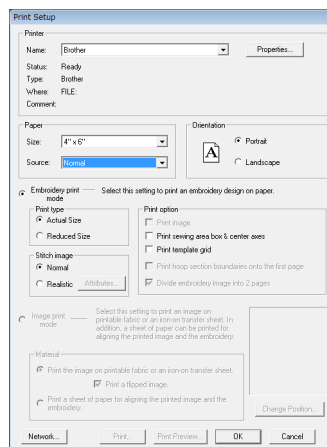 Print Setup
Printer
Name: Brother Properties...
Status: Ready
Type: Brother
Where: FILE:
Comment:
Paper
Size: 4" x 6"
Source: Normal
Orientation
A
Portrait
Landscape
Embroidery print mode
Select this setting to print an embroidery design on paper.
Print type
Actual Size
Reduced Size
Stitch image
Normal
Realistic Attributes...
Print option
Print image
Print sewing area box & center axes
Print template grid
Print hoop section boundaries onto the first page
Divide embroidery image into 2 pages
Image print mode
Select this setting to print an image on
printable fabric or an iron-on transfer sheet. In
addition, a sheet of paper can be printed for
aligning the printed image and the embroidery.
Material
Print the image on printable fabric or an iron-on transfer sheet.
Print a flipped image.
Print a sheet of paper for aligning the printed image and the
embroidery.
Change Position...
Network... Print... Print Preview... OK Cancel